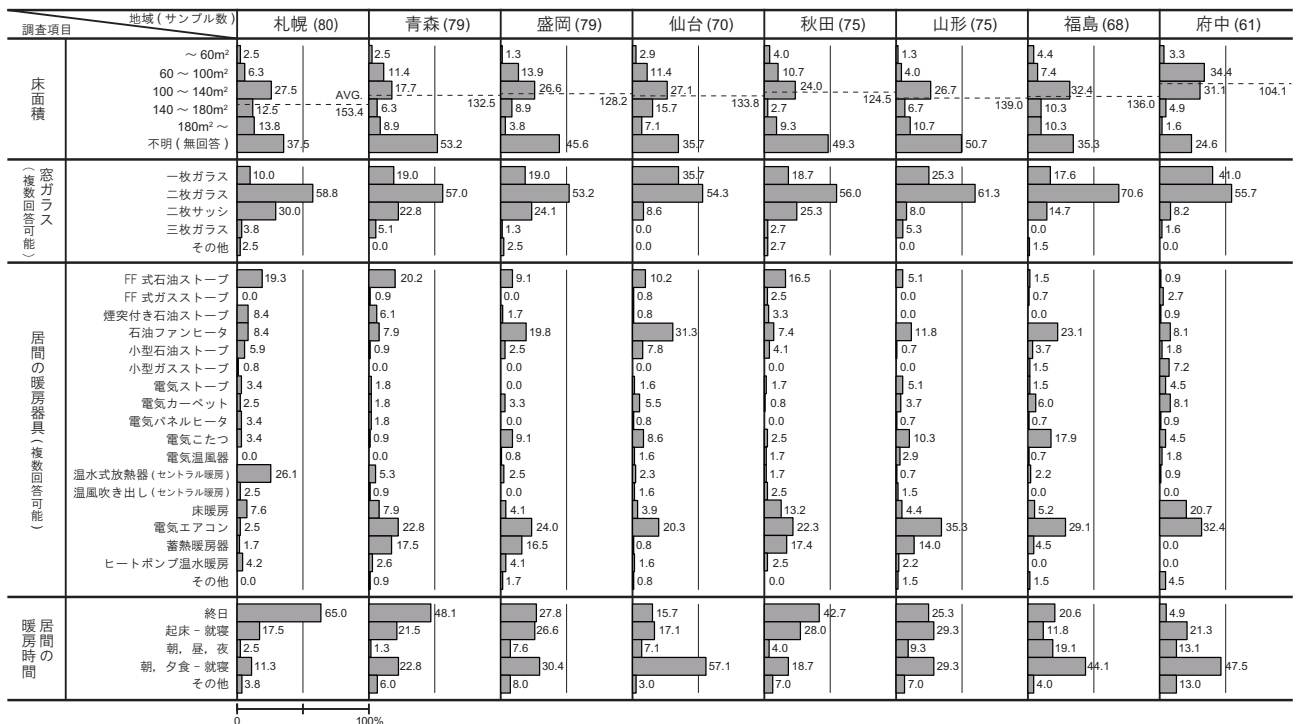 調査項目 地域(サンプル数) 札幌(80) 青森(79) 盛岡(79) 仙台(70) 秋田(75) 山形(75) 福島(68) 府中(61)
床面積
～60m² 2.5 2.5 1.3 2.9 4.0 1.3 4.4 3.3
60～100m² 6.3 11.4 13.9 11.4 10.7 4.0 7.4 34.4
100～140m² 27.5 17.7 26.6 27.1 24.0 26.7 32.4 31.1
AVG. 153.4 132.5 128.2 133.8 124.5 139.0 136.0 104.1
140～180m² 12.5 6.3 8.9 15.7 2.7 6.7 10.3 4.9
180m²～ 13.8 8.9 3.8 7.1 9.3 10.7 10.3 1.6
不明(無回答) 37.5 53.2 45.6 35.7 49.3 50.7 35.3 24.6
窓ガラス(複数回答可能)
一枚ガラス 10.0 19.0 19.0 35.7 18.7 25.3 17.6 41.0
二枚ガラス 58.8 57.0 53.2 54.3 56.0 61.3 70.6 55.7
二枚サッシ 30.0 22.8 24.1 8.6 25.3 8.0 14.7 8.2
三枚ガラス 3.8 5.1 1.3 0.0 2.7 5.3 0.0 1.6
その他 2.5 0.0 2.5 0.0 2.7 0.0 1.5 0.0
居間の暖房器具(複数回答可能)
FF式石油ストーブ 19.3 20.2 9.1 10.2 16.5 5.1 1.5 0.9
FF式ガスストーブ 0.0 0.9 0.0 0.8 2.5 0.0 0.7 2.7
煙突付き石油ストーブ 8.4 6.1 1.7 0.8 3.3 0.0 0.0 0.9
石油ファンヒータ 8.4 7.9 19.8 31.3 7.4 11.8 23.1 8.1
小型石油ストーブ 5.9 0.9 2.5 7.8 4.1 0.7 3.7 1.8
小型ガスストーブ 0.8 0.0 0.0 0.0 0.0 0.0 1.5 7.2
電気ストーブ 3.4 1.8 0.0 1.6 1.7 5.1 1.5 4.5
電気カーペット 2.5 1.8 3.3 5.5 0.8 3.7 6.0 8.1
電気パネルヒータ 3.4 1.8 0.0 0.8 0.0 0.7 0.7 0.9
電気こたつ 3.4 0.9 9.1 8.6 2.5 10.3 17.9 4.5
電気温風器 0.0 0.0 0.8 1.6 1.7 2.9 0.7 1.8
温水式放熱器(セントラル暖房) 26.1 5.3 2.5 2.3 1.7 0.7 2.2 0.9
温風吹き出し(セントラル暖房) 2.5 0.9 0.0 1.6 2.5 1.5 0.0 0.0
床暖房 7.6 7.9 4.1 3.9 13.2 4.4 5.2 20.7
電気エアコン 2.5 22.8 24.0 20.3 22.3 35.3 29.1 32.4
蓄熱暖房器 1.7 17.5 16.5 0.8 17.4 14.0 4.5 0.0
ヒートポンプ温水暖房 4.2 2.6 4.1 1.6 2.5 2.2 0.0 0.0
その他 0.0 0.9 1.7 0.8 0.0 1.5 1.5 4.5
居間の暖房時間
終日 65.0 48.1 27.8 15.7 42.7 25.3 20.6 4.9
起床－就寝 17.5 21.5 26.6 17.1 28.0 29.3 11.8 21.3
朝, 昼, 夜 2.5 1.3 7.6 7.1 4.0 9.3 19.1 13.1
朝, 夕食－就寝 11.3 22.8 30.4 57.1 18.7 29.3 44.1 47.5
その他 3.8 6.0 8.0 3.0 7.0 7.0 4.0 13.0
0 100%